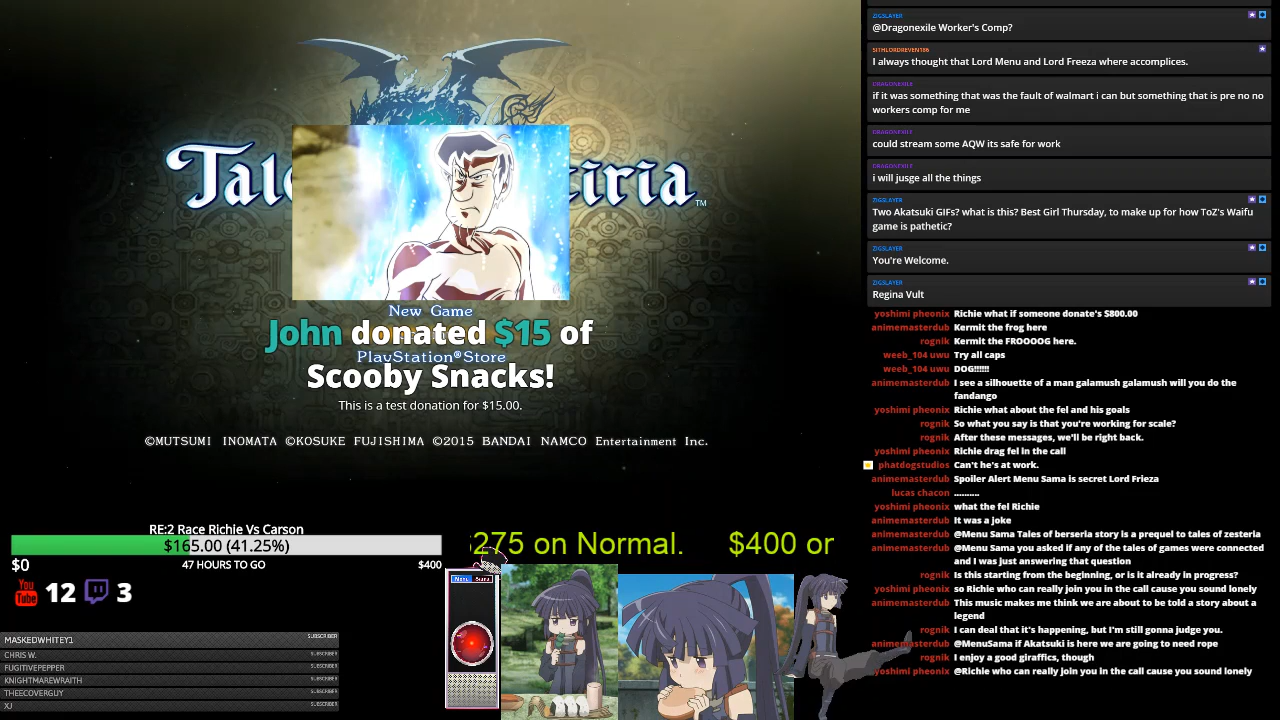 Tale
tiria
TM
New Game
John donated $15 of
PlayStation®Store
Scooby Snacks!
This is a test donation for $15.00.
©MUTSUMI INOMATA ©KOSUKE FUJISHIMA ©2015 BANDAI NAMCO Entertainment Inc.
RE:2 Race Richie Vs Carson
$165.00 (41.25%)
$0
47 HOURS TO GO
$400
$275 on Normal. $400 or
You
Tube
12
3
MASKEDWHITEY1 SUBSCRIBER
CHRIS W. SUBSCRIBER
FUGITIVEPEPPER SUBSCRIBER
KNIGHTMAREWRAITH SUBSCRIBER
THEECOVERGUY SUBSCRIBER
XJ SUBSCRIBER
Menu Sama
ZIGSLAYER
@Dragonexile Worker's Comp?
SITHLORDREVEN186
I always thought that Lord Menu and Lord Freeza where accomplices.
DRAGONEXILE
if it was something that was the fault of walmart i can but something that is pre no no
workers comp for me
DRAGONEXILE
could stream some AQW its safe for work
DRAGONEXILE
i will jusge all the things
ZIGSLAYER
Two Akatsuki GIFs? what is this? Best Girl Thursday, to make up for how ToZ's Waifu
game is pathetic?
ZIGSLAYER
You're Welcome.
ZIGSLAYER
Regina Vult
yoshimi pheonix Richie what if someone donate's $800.00
animemasterdub Kermit the frog here
rognik Kermit the FROOOOG here.
weeb_104 uwu Try all caps
weeb_104 uwu DOG!!!!!!
animemasterdub I see a silhouette of a man galamush galamush will you do the
fandango
yoshimi pheonix Richie what about the fel and his goals
rognik So what you say is that you're working for scale?
rognik After these messages, we'll be right back.
yoshimi pheonix Richie drag fel in the call
phatdogstudios Can't he's at work.
animemasterdub Spoiler Alert Menu Sama is secret Lord Frieza
lucas chacon ..........
yoshimi pheonix what the fel Richie
animemasterdub It was a joke
animemasterdub @Menu Sama Tales of berseria story is a prequel to tales of zesteria
animemasterdub @Menu Sama you asked if any of the tales of games were connected
and I was just answering that question
rognik Is this starting from the beginning, or is it already in progress?
yoshimi pheonix so Richie who can really join you in the call cause you sound lonely
animemasterdub This music makes me think we are about to be told a story about a
legend
rognik I can deal that it's happening, but I'm still gonna judge you.
animemasterdub @MenuSama if Akatsuki is here we are going to need rope
rognik I enjoy a good giraffics, though
yoshimi pheonix @Richie who can really join you in the call cause you sound lonely